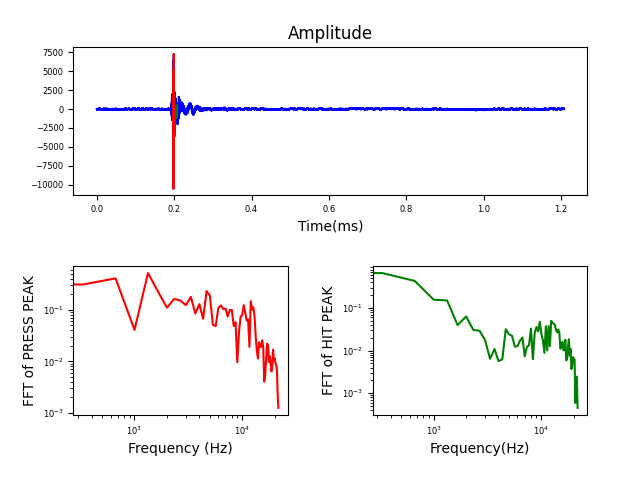 Amplitude
7500
5000
2500
0
−2500
−5000
−7500
−10000
0.0 0.2 0.4 0.6 0.8 1.0 1.2
Time(ms)
FFT of PRESS PEAK
10⁻¹
10⁻²
10⁻³
10³ 10⁴
Frequency (Hz)
FFT of HIT PEAK
10⁻¹
10⁻²
10⁻³
10³ 10⁴
Frequency(Hz)